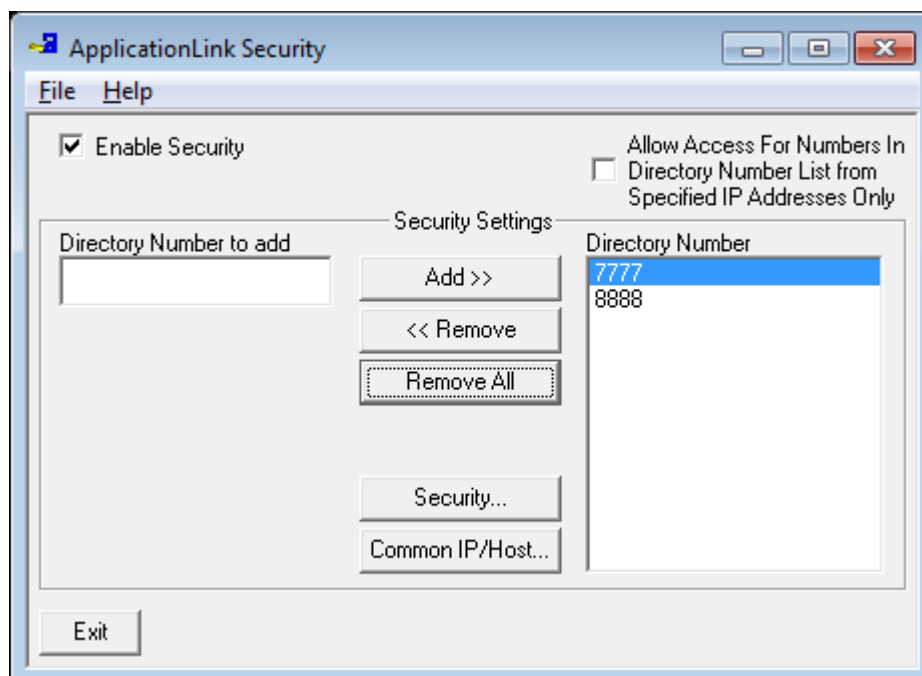 ApplicationLink Security
File Help
Enable Security
Allow Access For Numbers In
Directory Number List from
Specified IP Addresses Only
Security Settings
Directory Number to add
Directory Number
Add >>
7777
8888
<< Remove
Remove All
Security...
Common IP/Host...
Exit